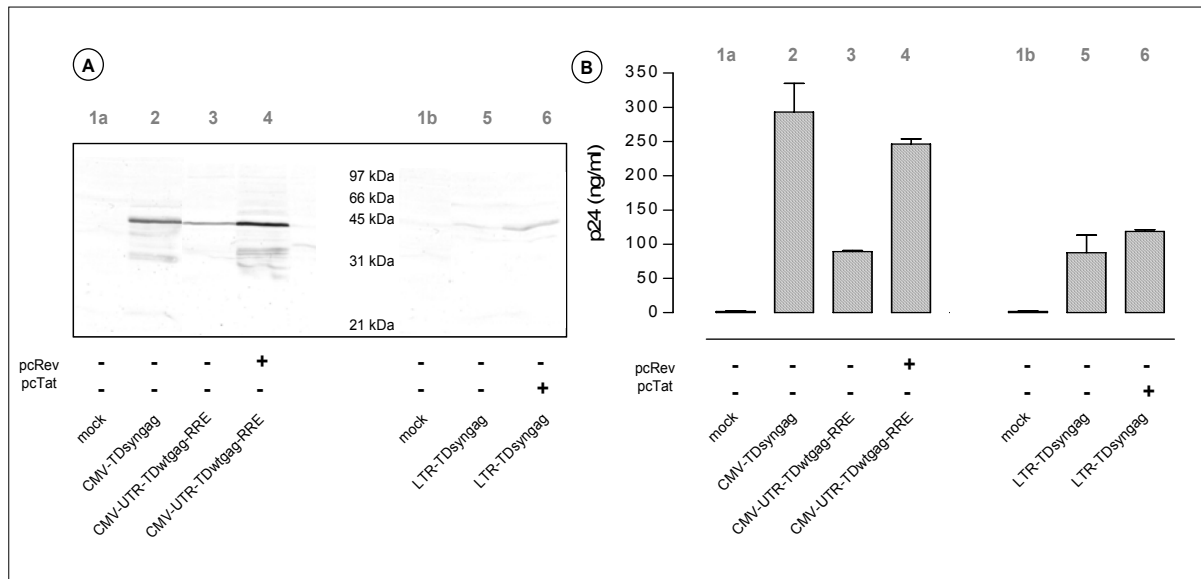 A
1a 2 3 4 1b 5 6
97 kDa
66 kDa
45 kDa
31 kDa
21 kDa
pcRev - - - + - - -
pcTat - - - - - - +
mock
CMV-TDsyngag
CMV-UTR-TDwtgag-RRE
CMV-UTR-TDwtgag-RRE
mock
LTR-TDsyngag
LTR-TDsyngag
B
1a 2 3 4 1b 5 6
p24 (ng/ml)
350
300
250
200
150
100
50
0
pcRev - - - + - - -
pcTat - - - - - - +
mock
CMV-TDsyngag
CMV-UTR-TDwtgag-RRE
CMV-UTR-TDwtgag-RRE
mock
LTR-TDsyngag
LTR-TDsyngag